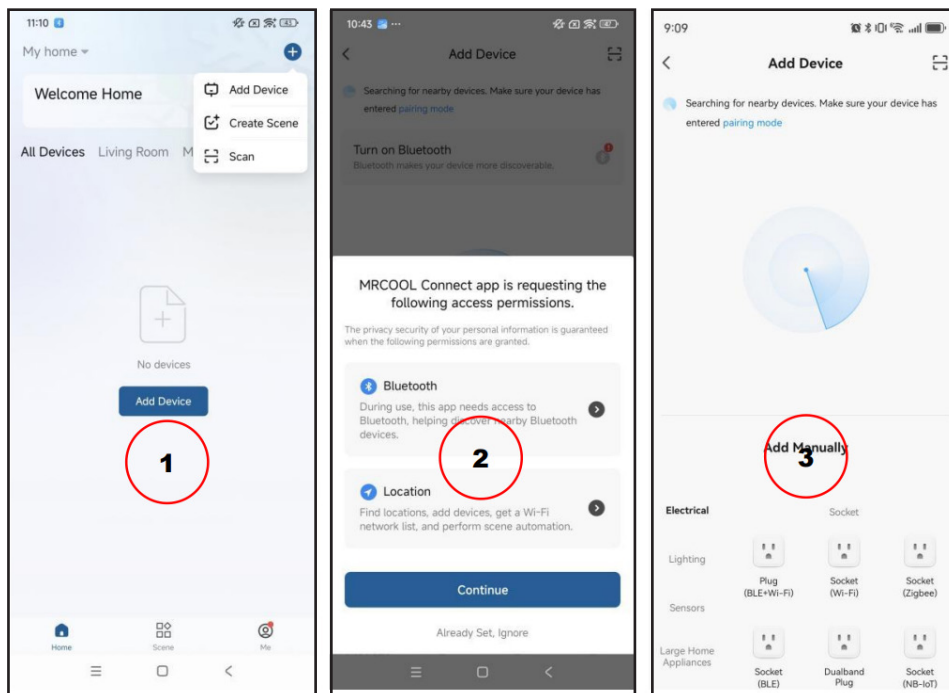 11:10
43
My home
Welcome Home
Add Device
Create Scene
Scan
All Devices Living Room M
No devices
Add Device
1
Home
Scene
Me
10:43
Add Device
Searching for nearby devices. Make sure your device has
entered pairing mode
Turn on Bluetooth
Bluetooth makes your device more discoverable.
MRCOOL Connect app is requesting the
following access permissions.
The privacy security of your personal information is guaranteed
when the following permissions are granted.
Bluetooth
During use, this app needs access to
Bluetooth, helping discover nearby Bluetooth
devices.
2
Location
Find locations, add devices, get a Wi-Fi
network list, and perform scene automation.
Continue
Already Set, Ignore
9:09
Add Device
Searching for nearby devices. Make sure your device has
entered pairing mode
Add Manually
3
Electrical
Socket
Lighting
Sensors
Large Home
Appliances
Plug
(BLE+Wi-Fi)
Socket
(Wi-Fi)
Socket
(Zigbee)
Socket
(BLE)
Dualband
Plug
Socket
(NB-IoT)